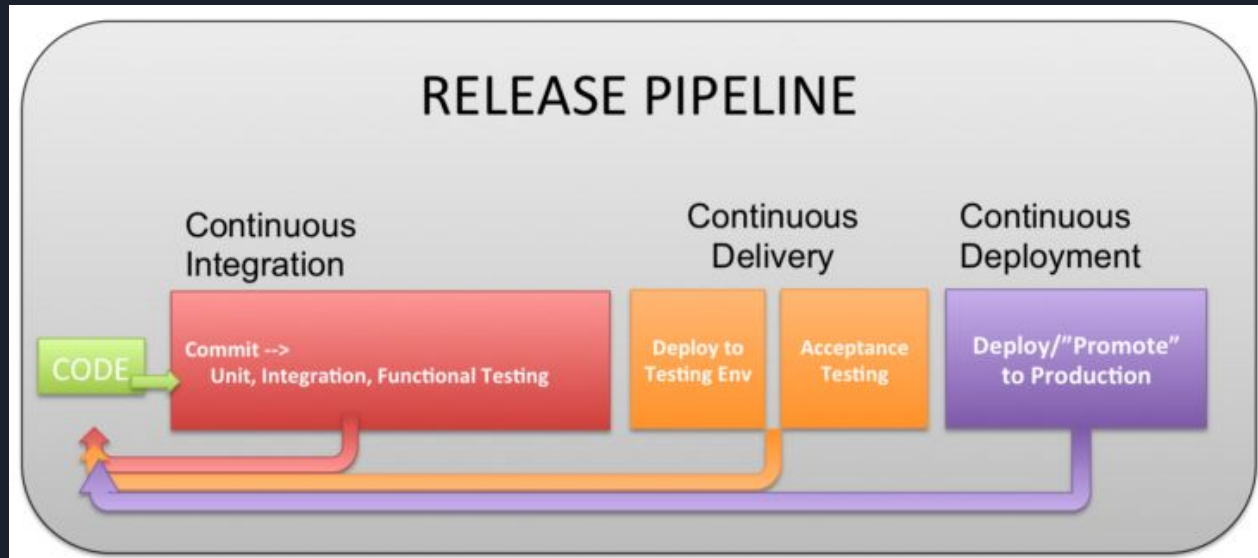 RELEASE PIPELINE
Continuous
Integration
Continuous
Delivery
Continuous
Deployment
CODE
Commit -->
Unit, Integration, Functional Testing
Deploy to
Testing Env
Acceptance
Testing
Deploy/”Promote”
to Production